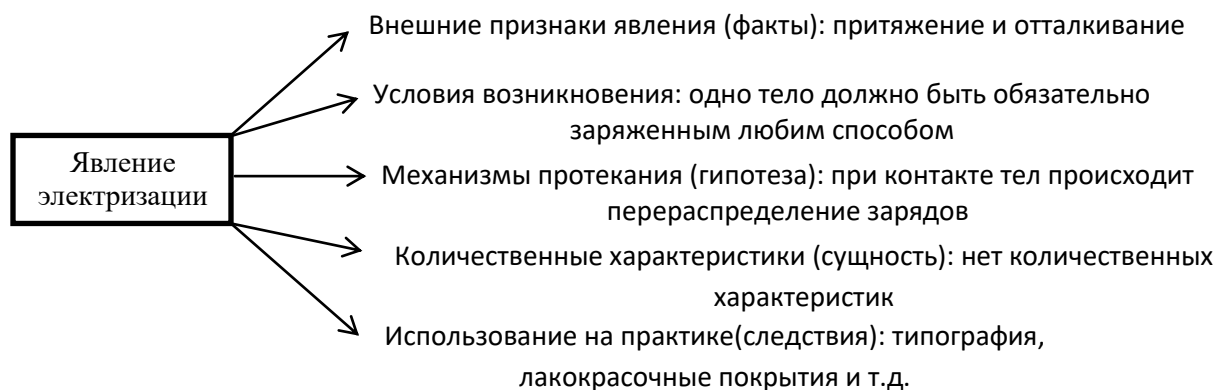 Внешние признаки явления (факты): притяжение и отталкивание
Условия возникновения: одно тело должно быть обязательно
заряженным любим способом
Явление
электризации
Механизмы протекания (гипотеза): при контакте тел происходит
перераспределение зарядов
Количественные характеристики (сущность): нет количественных
характеристик
Использование на практике(следствия): типография,
лакокрасочные покрытия и т.д.